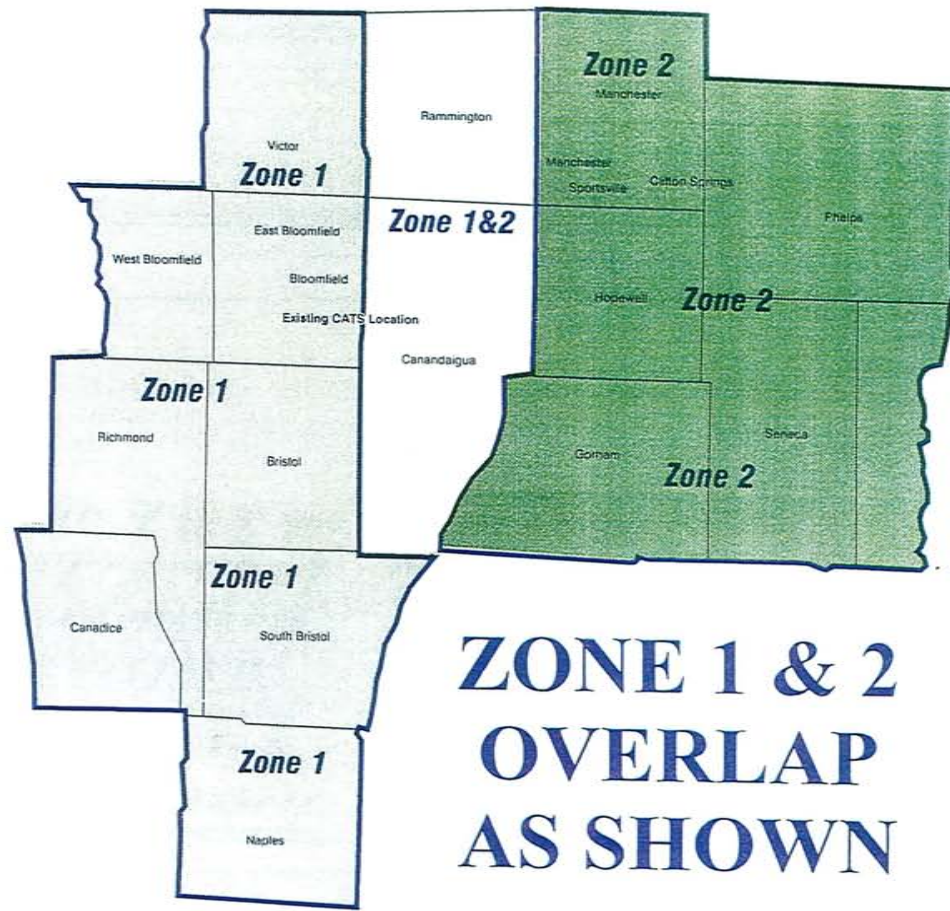 Zone 2
Manchester
Rammington
Victor
Zone 1
Manchester
Sportsville
Catton Springs
Phelps
Zone 1&2
East Bloomfield
West Bloomfield
Bloomfield
Hopewell
Zone 2
Existing CATS Location
Canandaigua
Zone 1
Richmond
Bristol
Seneca
Gorham
Zone 2
Zone 1
Canadice
South Bristol
Zone 1
Naples
ZONE 1 & 2
OVERLAP
AS SHOWN